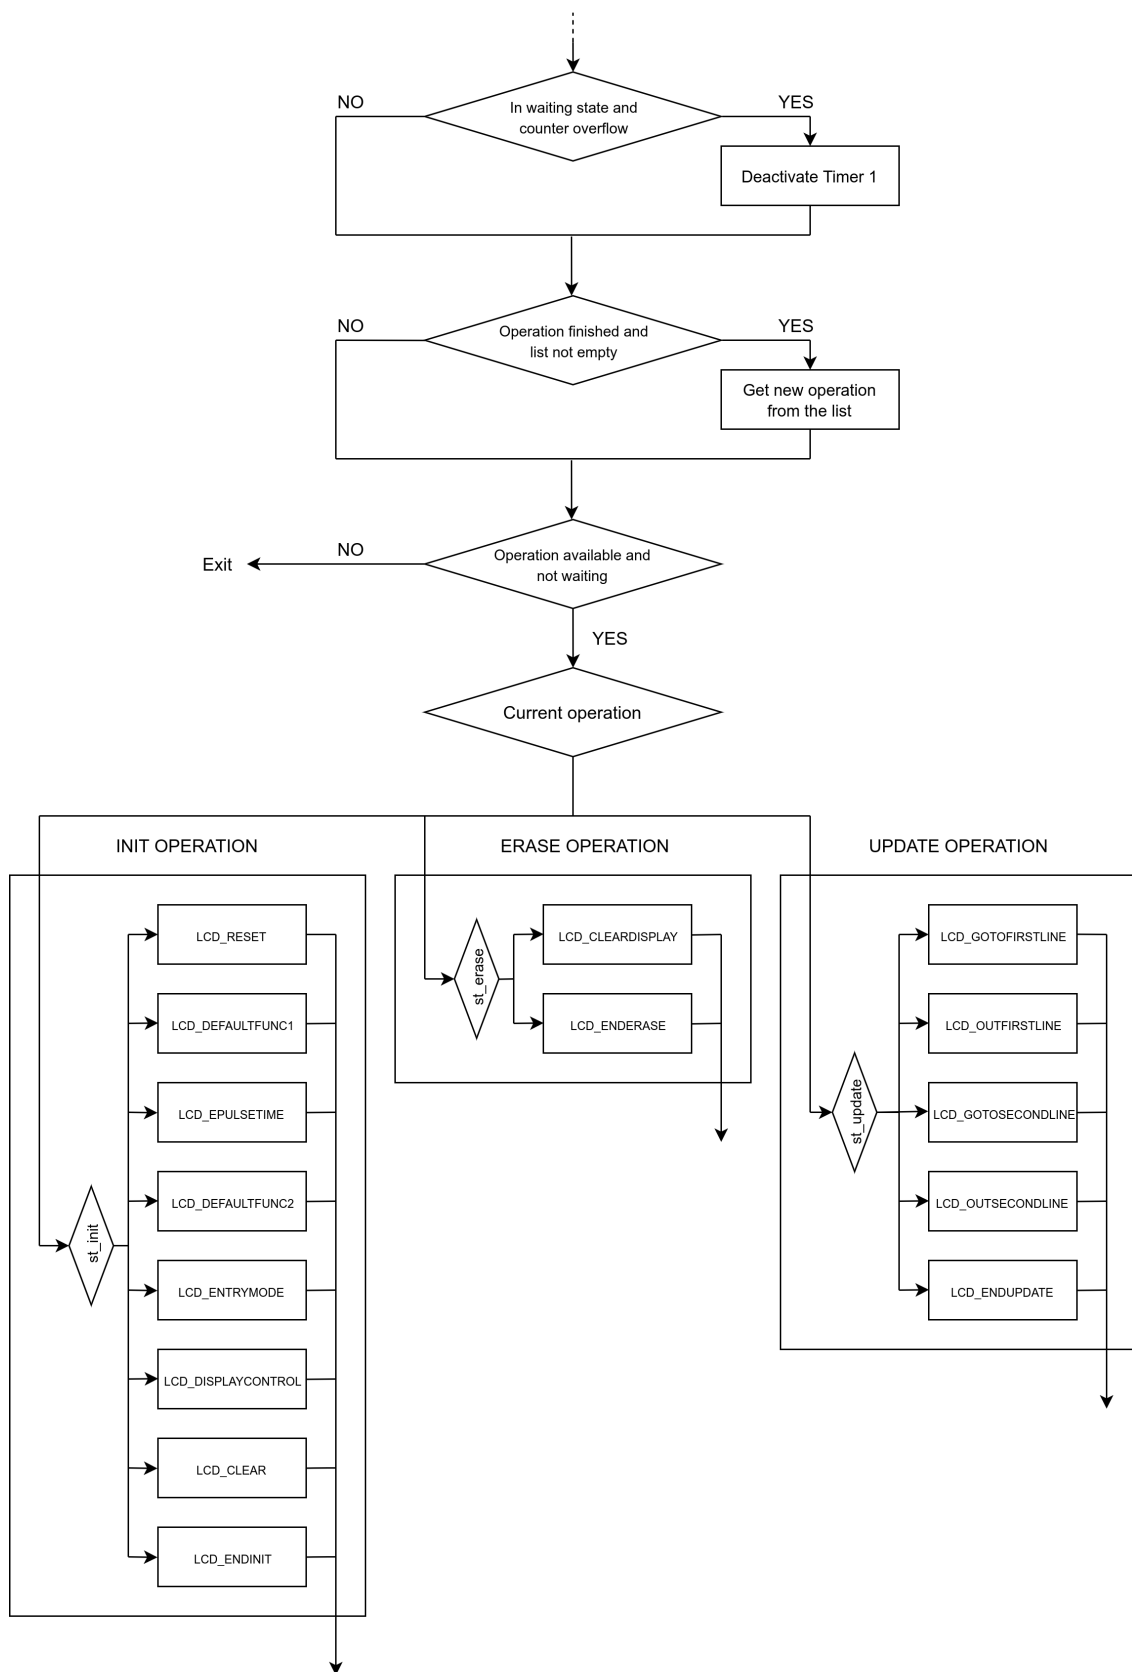 NO
YES
In waiting state and
counter overflow
Deactivate Timer 1
NO
YES
Operation finished and
list not empty
Get new operation
from the list
Operation available and
not waiting
NO
Exit
YES
Current operation
INIT OPERATION
ERASE OPERATION
UPDATE OPERATION
st_init
LCD_RESET
LCD_DEFAULTFUNC1
LCD_EPULSETIME
LCD_DEFAULTFUNC2
LCD_ENTRYMODE
LCD_DISPLAYCONTROL
LCD_CLEAR
LCD_ENDINIT
st_erase
LCD_CLEARDISPLAY
LCD_ENDERASE
st_update
LCD_GOTOFIRSTLINE
LCD_OUTFIRSTLINE
LCD_GOTOSECONDLINE
LCD_OUTSECONDLINE
LCD_ENDUPDATE